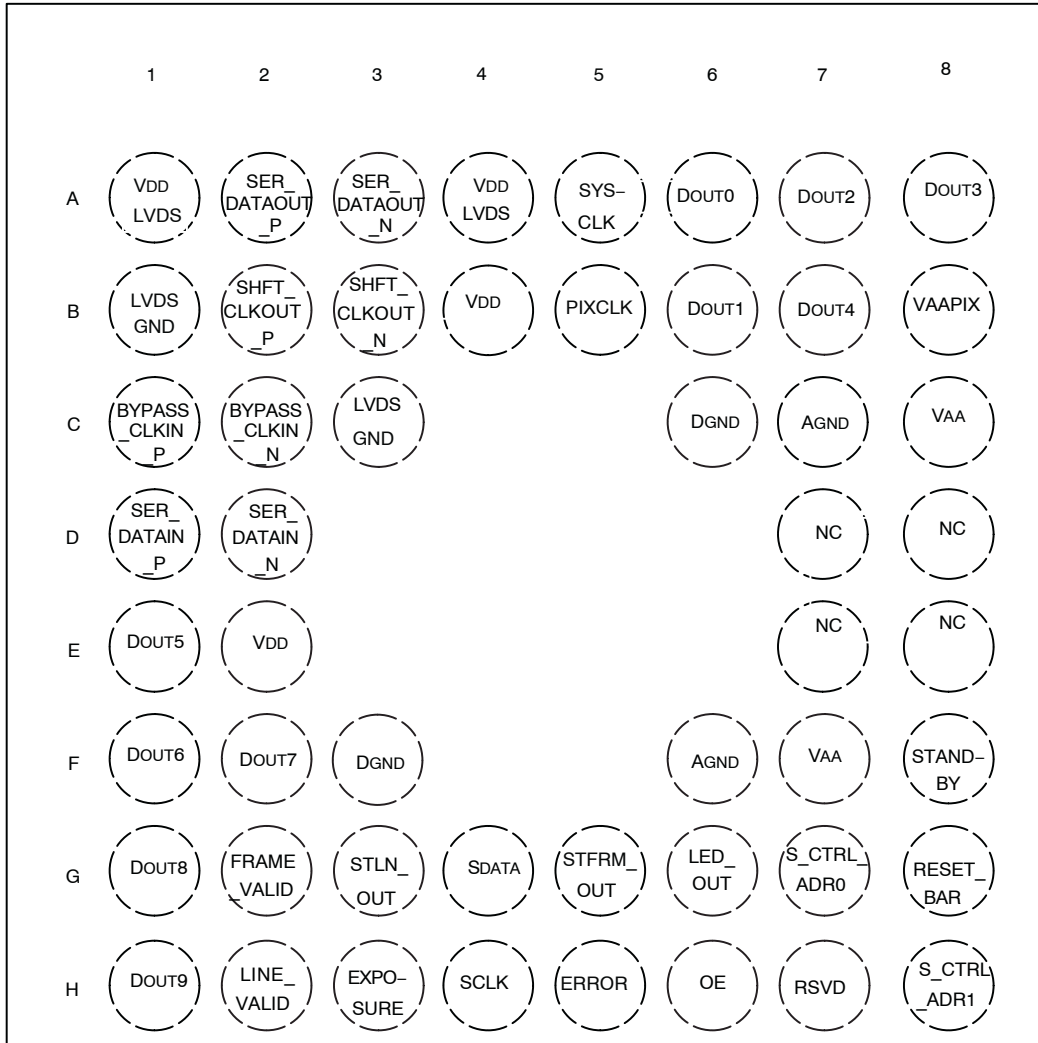 1 2 3 4 5 6 7 8
A
VDD
LVDS
SER_
DATAOUT
_P
SER_
DATAOUT
_N
VDD
LVDS
SYS–
CLK
DOUT0
DOUT2
DOUT3
B
LVDS
GND
SHFT_
CLKOUT
_P
SHFT_
CLKOUT
_N
VDD
PIXCLK
DOUT1
DOUT4
VAAPIX
C
BYPASS
_CLKIN
_P
BYPASS
_CLKIN
_N
LVDS
GND
DGND
AGND
VAA
D
SER_
DATAIN
_P
SER_
DATAIN
_N
NC
NC
E
DOUT5
VDD
NC
NC
F
DOUT6
DOUT7
DGND
AGND
VAA
STAND–
BY
G
DOUT8
FRAME
_VALID
STLN_
OUT
SDATA
STFRM_
OUT
LED_
OUT
S_CTRL_
ADR0
RESET_
BAR
H
DOUT9
LINE_
VALID
EXPO–
SURE
SCLK
ERROR
OE
RSVD
S_CTRL
_ADR1